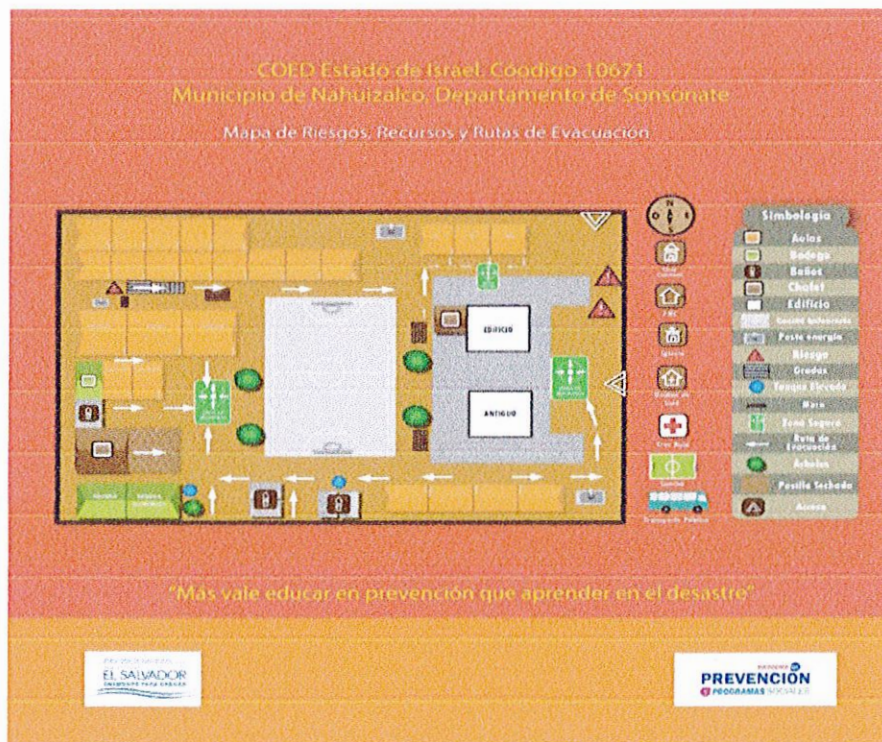 COED Estado de Israel. Cóodigo 10671
Municipio de Nahuizalco. Departamento de Sonsonate
Mapa de Riesgos, Recursos y Rutas de Evacuación
N
O E
S
Simbología
Aulas
Bodega
Baños
Chalet
Edificio
Poste energía
Riesgo
Gradas
Tanque Elevado
Muro
Zona Segura
Ruta de
Evacuación
Árboles
Pasillo Techado
Acceso
EDIFICIO
ANTIGUO
Iglesia
Cruz Roja
Transporte Público
"Más vale educar en prevención que aprender en el desastre"
EL SALVADOR
PREVENCIÓN
PROGRAMAS SOCIALES